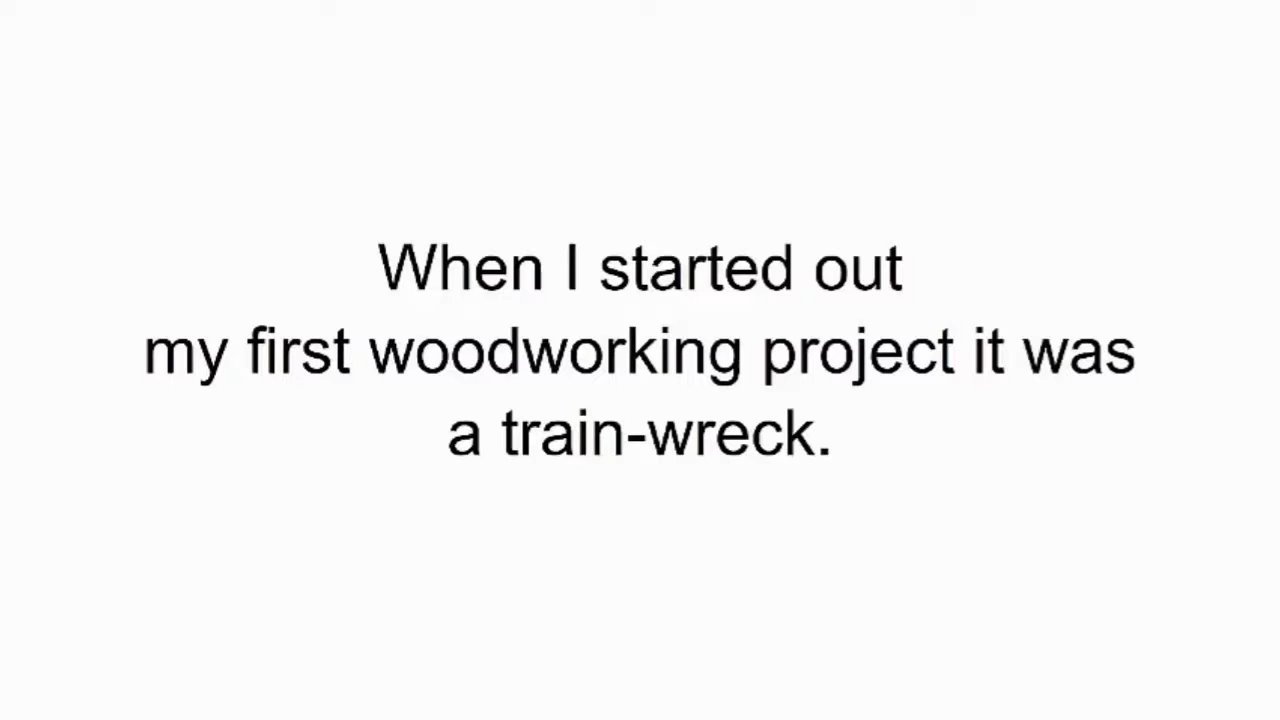 When I started out
my first woodworking project it was
a train-wreck.